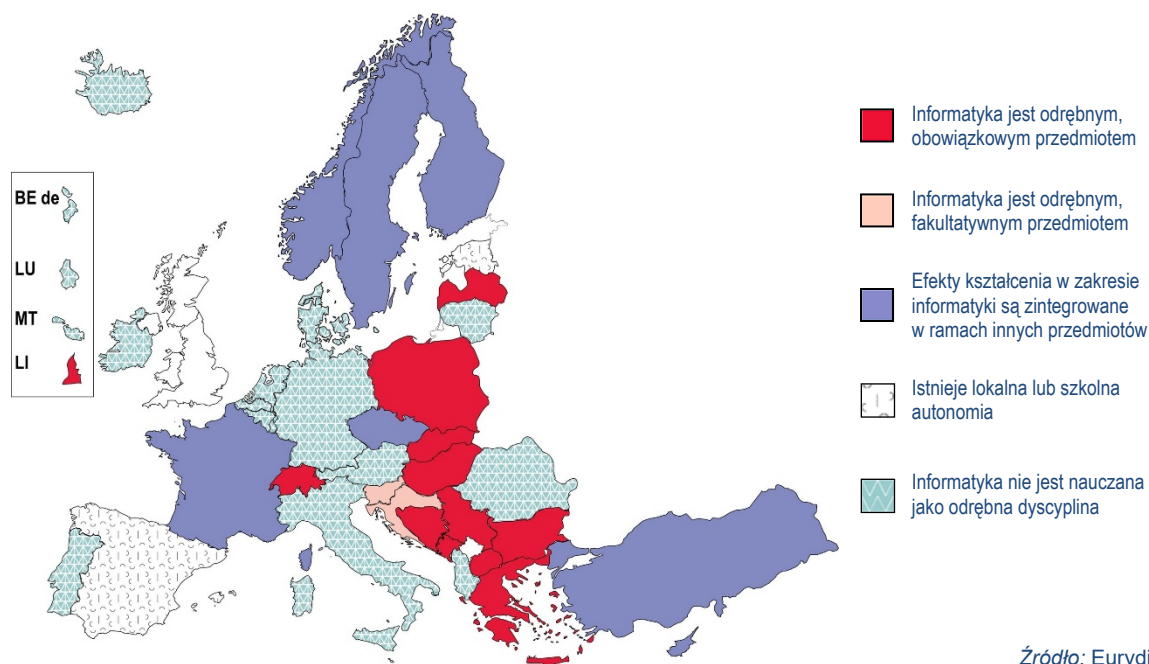 BE de
LU
MT
LI
Informatyka jest odrębnym,
obowiązkowym przedmiotem
Informatyka jest odrębnym,
fakultatywnym przedmiotem
Efekty kształcenia w zakresie
informatyki są zintegrowane
w ramach innych przedmiotów
Istnieje lokalna lub szkolna
autonomia
Informatyka nie jest nauczana
jako odrębna dyscyplina
Źródło: Eurydi